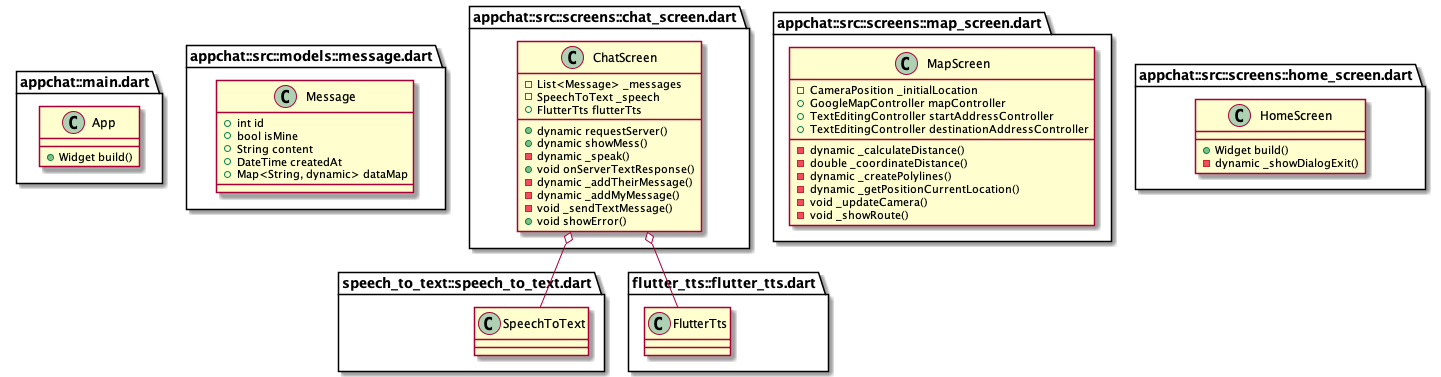 appchat::main.dart
C App
Widget build()
appchat::src::models::message.dart
C Message
int id
bool isMine
String content
DateTime createdAt
Map<String, dynamic> dataMap
appchat::src::screens::chat_screen.dart
C ChatScreen
List<Message> _messages
SpeechToText _speech
FlutterTts flutterTts
dynamic requestServer()
dynamic showMess()
dynamic _speak()
void onServerTextResponse()
dynamic _addTheirMessage()
dynamic _addMyMessage()
void _sendTextMessage()
void showError()
appchat::src::screens::map_screen.dart
C MapScreen
CameraPosition _initialLocation
GoogleMapController mapController
TextEditingController startAddressController
TextEditingController destinationAddressController
dynamic _calculateDistance()
double _coordinateDistance()
dynamic _createPolylines()
dynamic _getPositionCurrentLocation()
void _updateCamera()
void _showRoute()
appchat::src::screens::home_screen.dart
C HomeScreen
Widget build()
dynamic _showDialogExit()
speech_to_text::speech_to_text.dart
C SpeechToText
flutter_tts::flutter_tts.dart
C FlutterTts